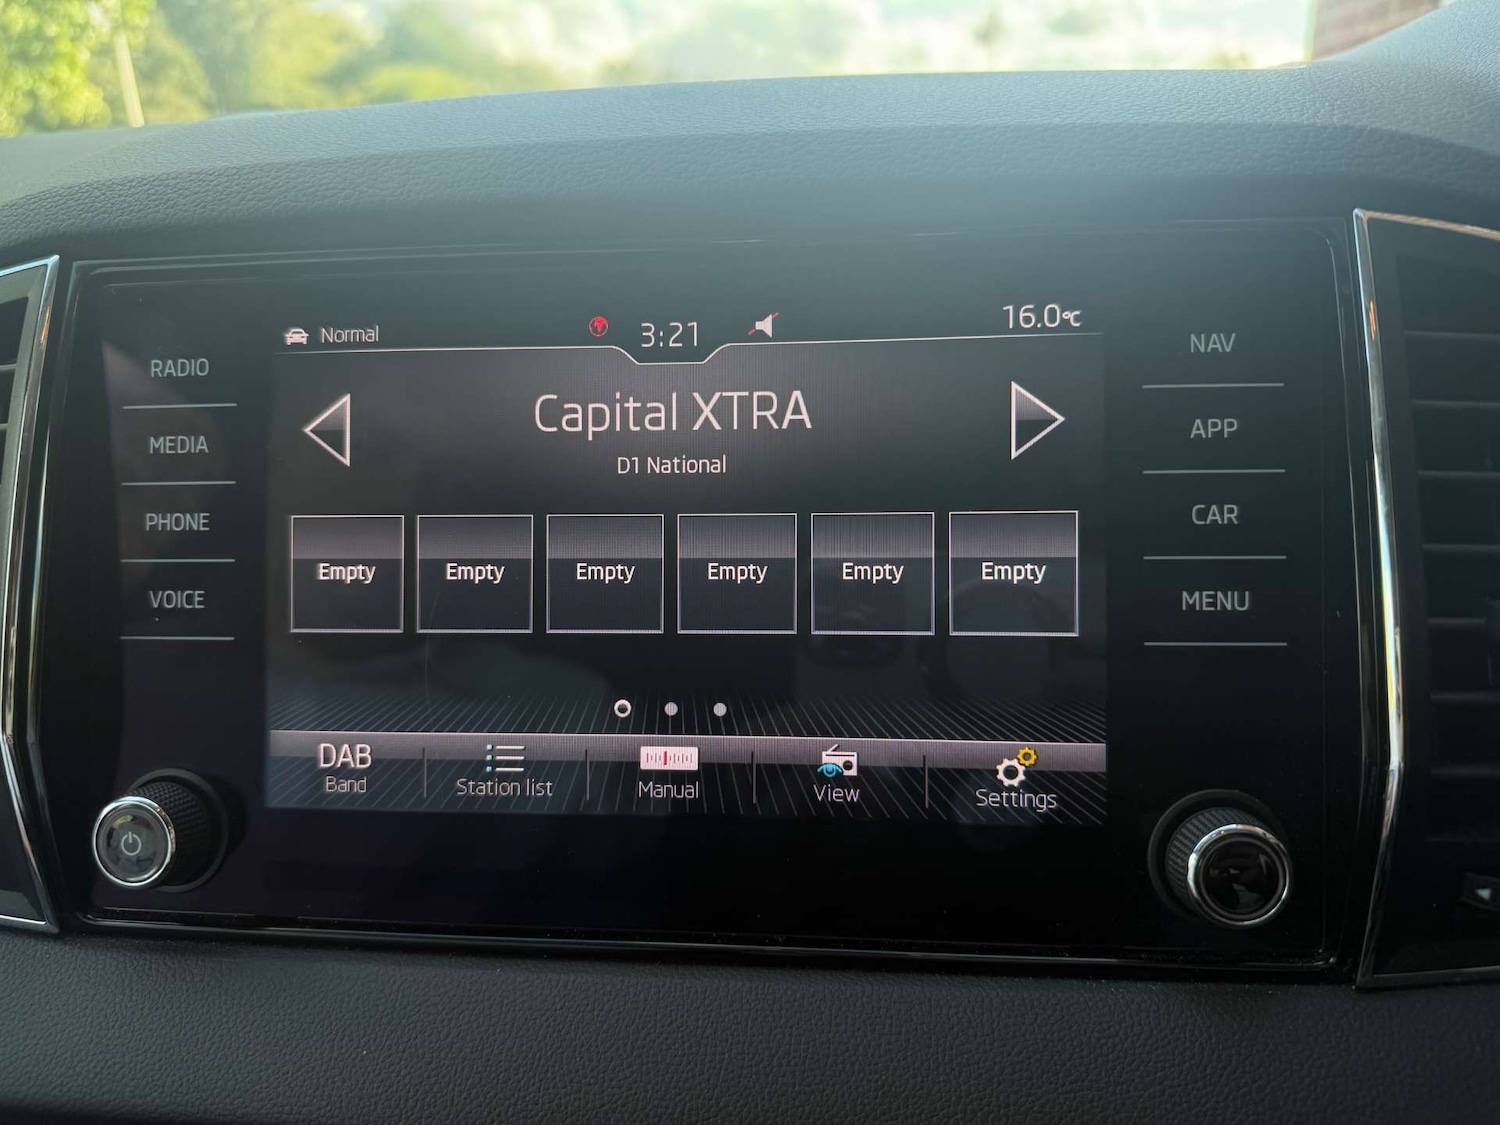 Normal
3:21
16.0°C
RADIO
MEDIA
PHONE
VOICE
Capital XTRA
D1 National
Empty
Empty
Empty
Empty
Empty
Empty
DAB
Band
Station list
Manual
View
Settings
NAV
APP
CAR
MENU